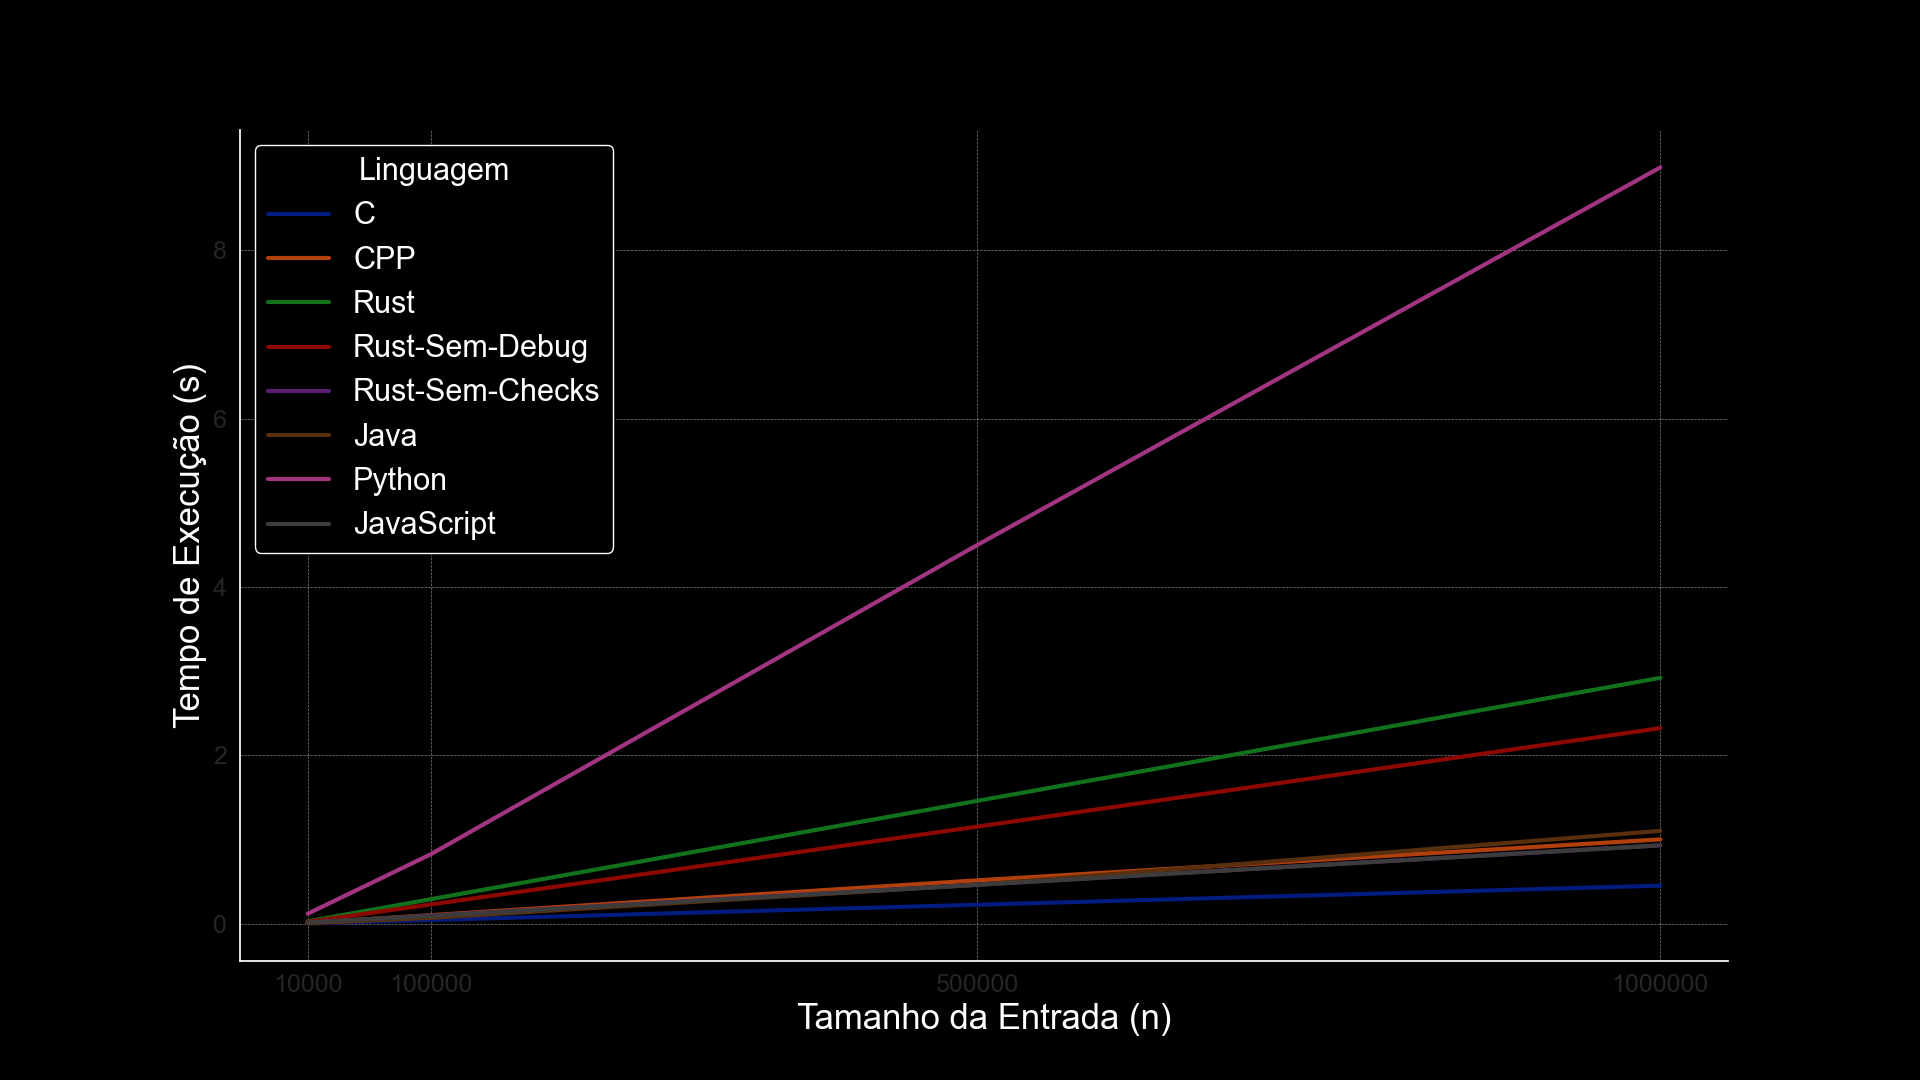 Linguagem
C
CPP
Rust
Rust-Sem-Debug
Rust-Sem-Checks
Java
Python
JavaScript
Tempo de Execução (s)
8
6
4
2
0
10000 100000 500000 1000000
Tamanho da Entrada (n)